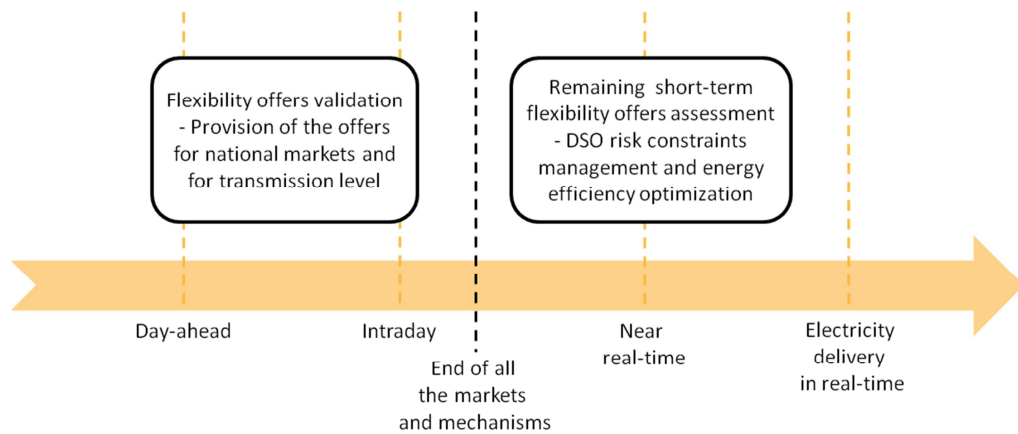 Flexibility offers validation
- Provision of the offers
for national markets and
for transmission level
Remaining short-term
flexibility offers assessment
- DSO risk constraints
management and energy
efficiency optimization
Day-ahead
Intraday
End of all
the markets
and mechanisms
Near
real-time
Electricity
delivery
in real-time